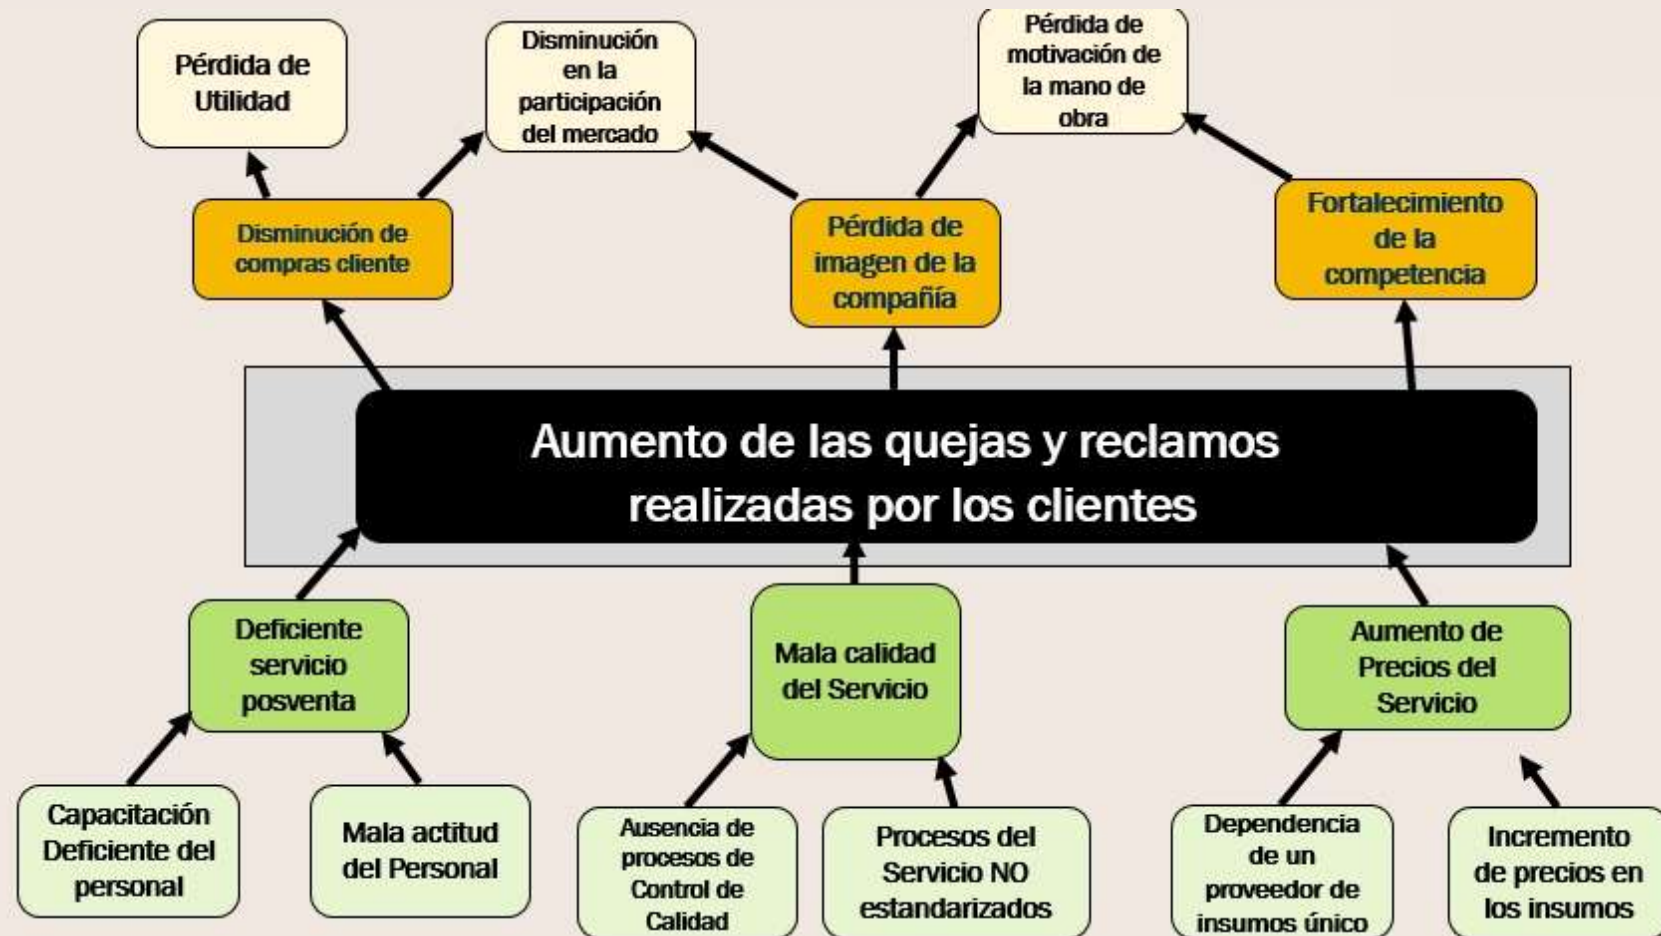 Pérdida de
Utilidad
Disminución
en la
participación
del mercado
Pérdida de
motivación de
la mano de
obra
Disminución de
compras cliente
Pérdida de
imagen de la
compañía
Fortalecimiento
de la
competencia
Aumento de las quejas y reclamos
realizadas por los clientes
Deficiente
servicio
posventa
Mala calidad
del Servicio
Aumento de
Precios del
Servicio
Capacitación
Deficiente del
personal
Mala actitud
del Personal
Ausencia de
procesos de
Control de
Calidad
Procesos del
Servicio NO
estandarizados
Dependencia
de un
proveedor de
insumos único
Incremento
de precios en
los insumos